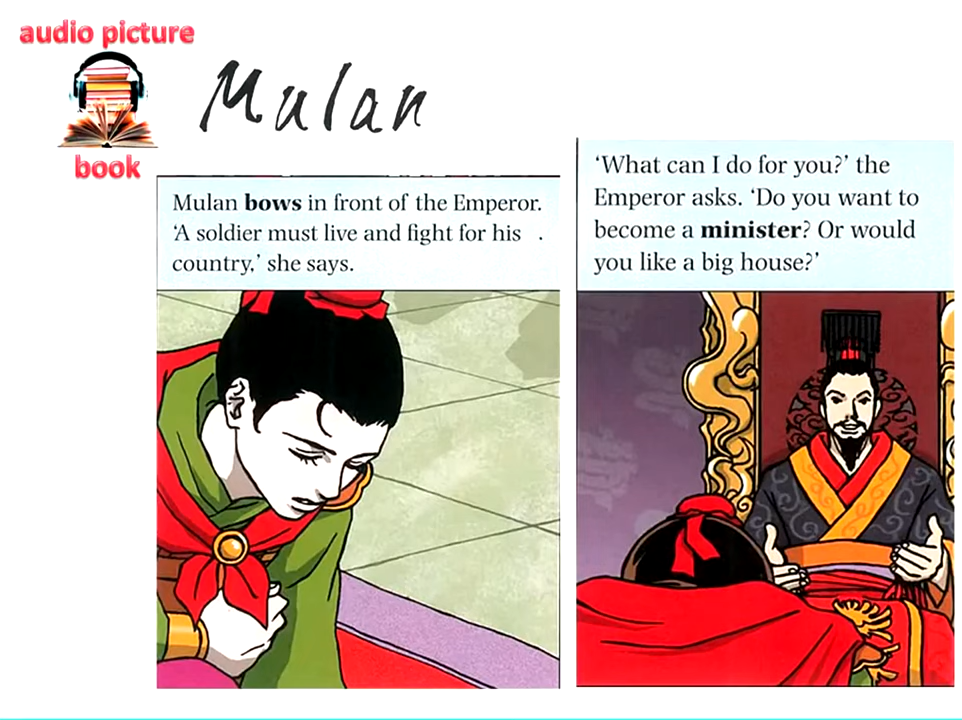 audio picture
book
Mulan
Mulan bows in front of the Emperor.
‘A soldier must live and fight for his .
country,’ she says.
‘What can I do for you?’ the
Emperor asks. ‘Do you want to
become a minister? Or would
you like a big house?’